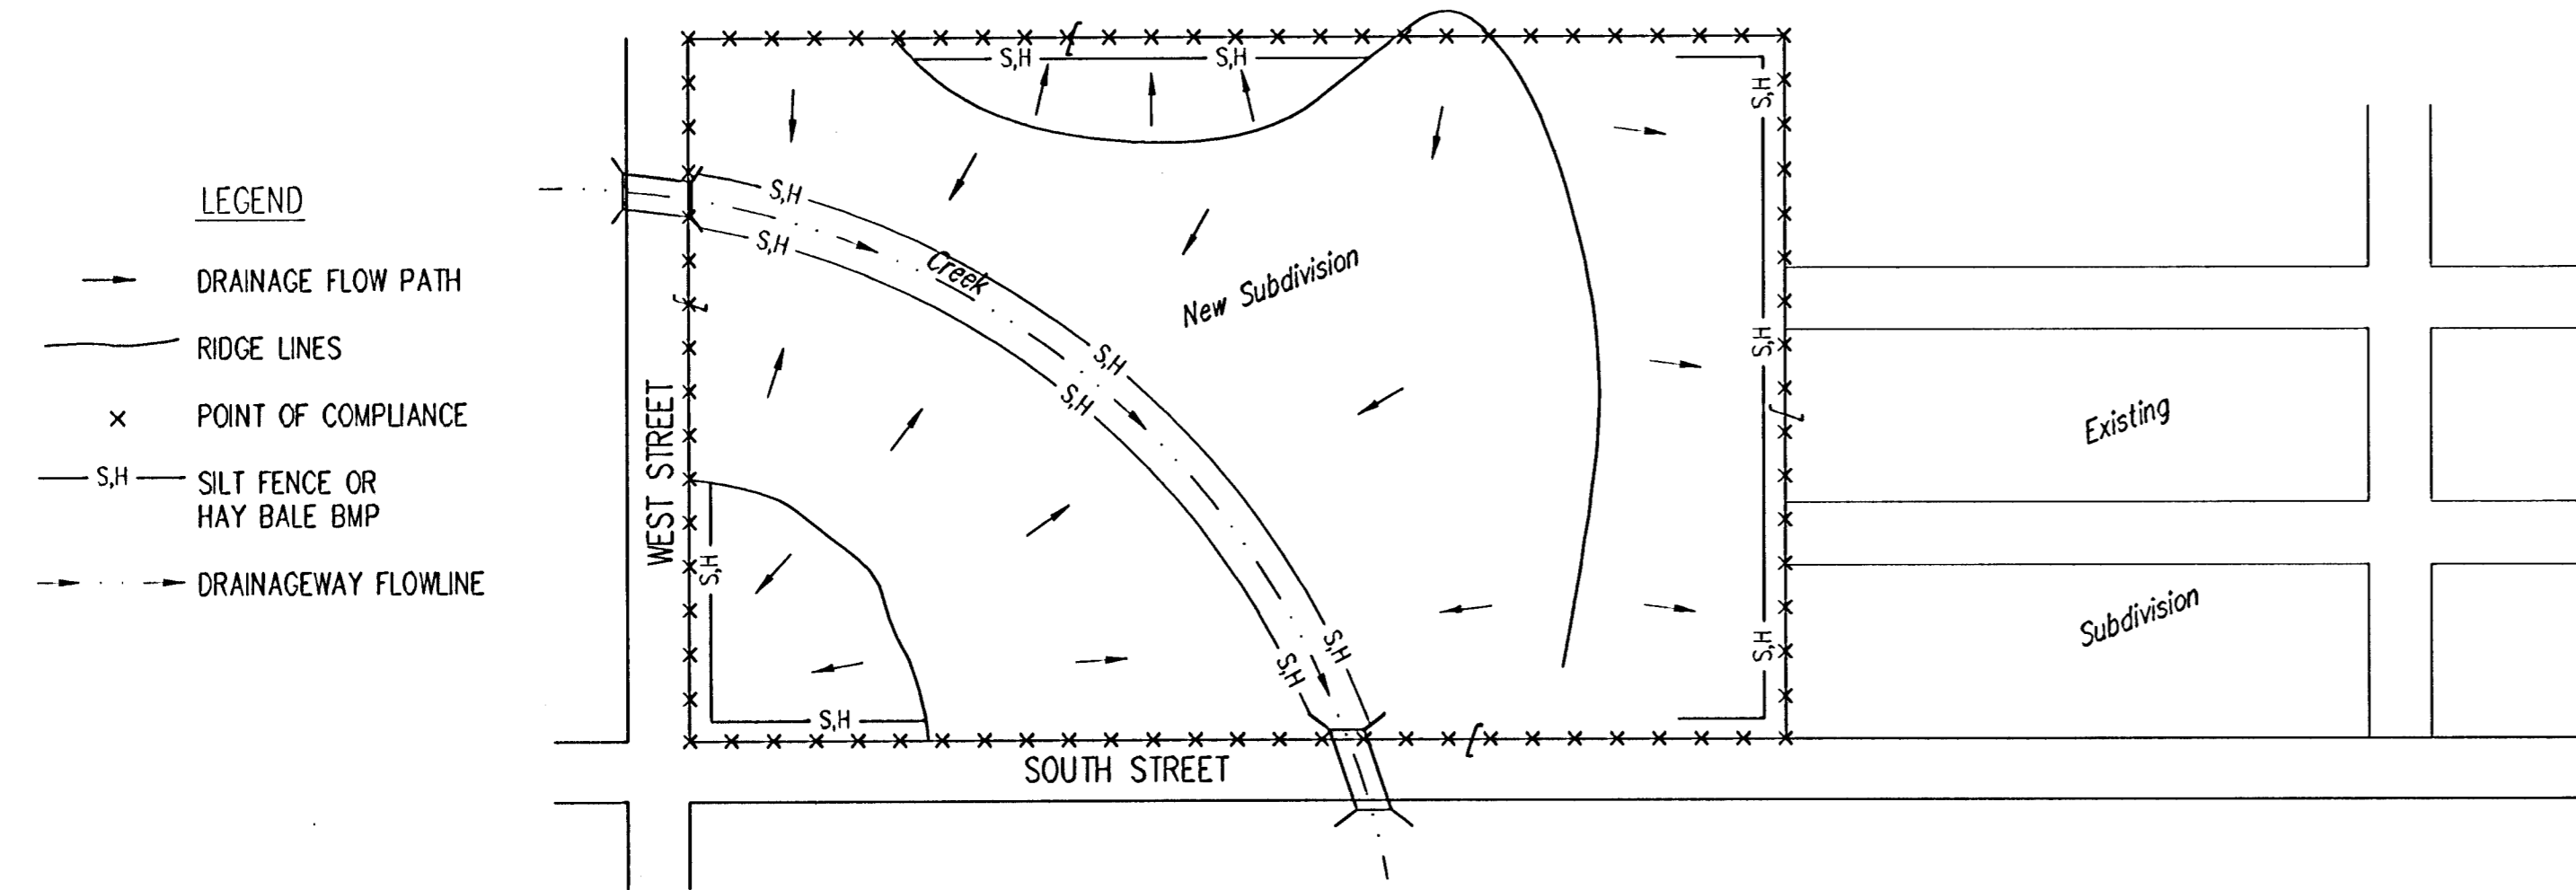 LEGEND
DRAINAGE FLOW PATH
RIDGE LINES
POINT OF COMPLIANCE
S,H
SILT FENCE OR
HAY BALE BMP
DRAINAGEWAY FLOWLINE
S,H
S,H
S,H
S,H
S,H
Creek
New Subdivision
S,H
S,H
S,H
WEST STREET
Existing
S,H
Subdivision
S,H
S,H
S,H
S,H
SOUTH STREET